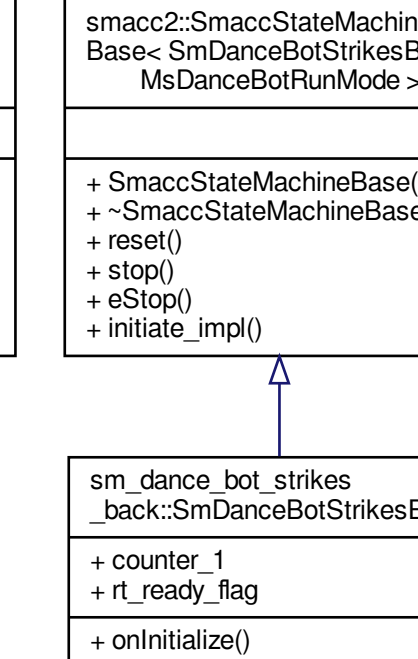 smacc2::SmaccStateMachin
Base< SmDanceBotStrikesB
MsDanceBotRunMode >
+ SmaccStateMachineBase(
+ ~SmaccStateMachineBase
+ reset()
+ stop()
+ eStop()
+ initiate_impl()
sm_dance_bot_strikes
_back::SmDanceBotStrikesB
+ counter_1
+ rt_ready_flag
+ onInitialize()